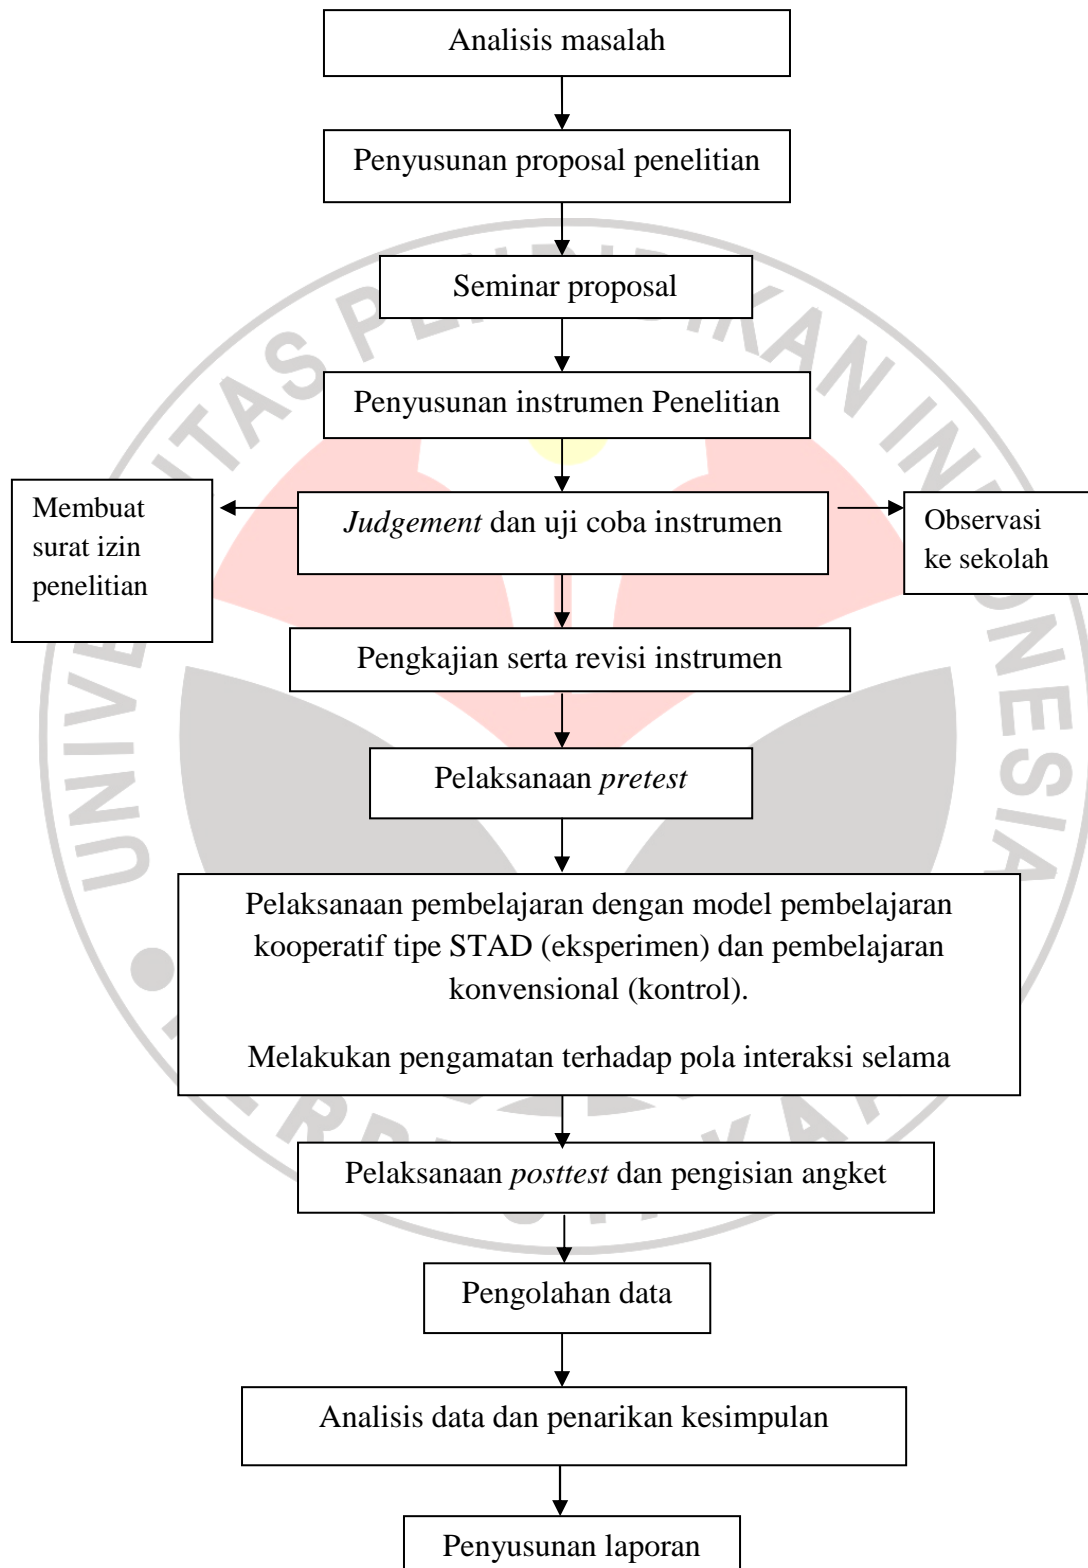 Analisis masalah
Penyusunan proposal penelitian
Seminar proposal
Penyusunan instrumen Penelitian
Membuat
surat izin
penelitian
Judgement dan uji coba instrumen
Observasi
ke sekolah
Pengkajian serta revisi instrumen
Pelaksanaan pretest
Pelaksanaan pembelajaran dengan model pembelajaran
kooperatif tipe STAD (eksperimen) dan pembelajaran
konvensional (kontrol).
Melakukan pengamatan terhadap pola interaksi selama
Pelaksanaan posttest dan pengisian angket
Pengolahan data
Analisis data dan penarikan kesimpulan
Penyusunan laporan